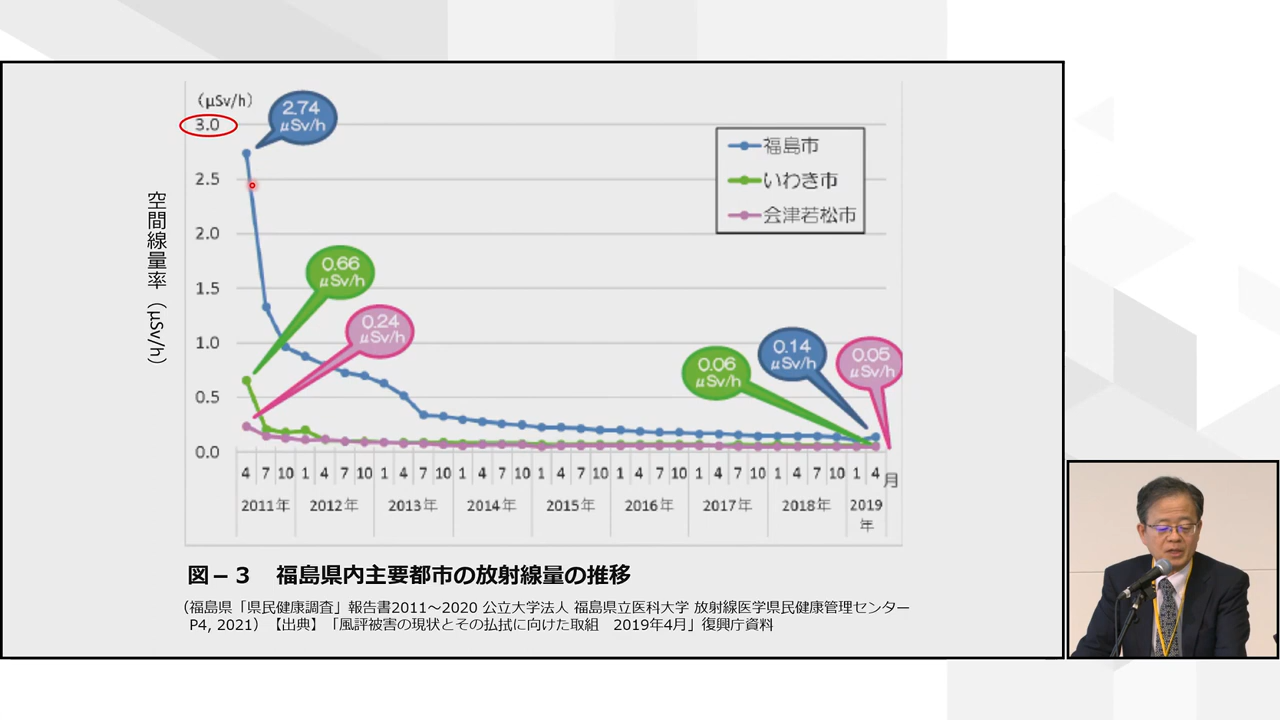 (μSv/h)
3.0
2.5
2.0
1.5
1.0
0.5
0.0
空間線量率（μSv/h）
2.74
μSv/h
0.66
μSv/h
0.24
μSv/h
0.06
μSv/h
0.14
μSv/h
0.05
μSv/h
福島市
いわき市
会津若松市
4 7 10 1 4 7 10 1 4 7 10 1 4 7 10 1 4 7 10 1 4 7 10 1 4 7 10 1 4 7 10 1 4 月
2011年 2012年 2013年 2014年 2015年 2016年 2017年 2018年 2019年
図－３　福島県内主要都市の放射線量の推移
（福島県「県民健康調査」報告書2011～2020 公立大学法人 福島県立医科大学 放射線医学県民健康管理センター
P4, 2021）【出典】「風評被害の現状とその払拭に向けた取組　2019年4月」復興庁資料